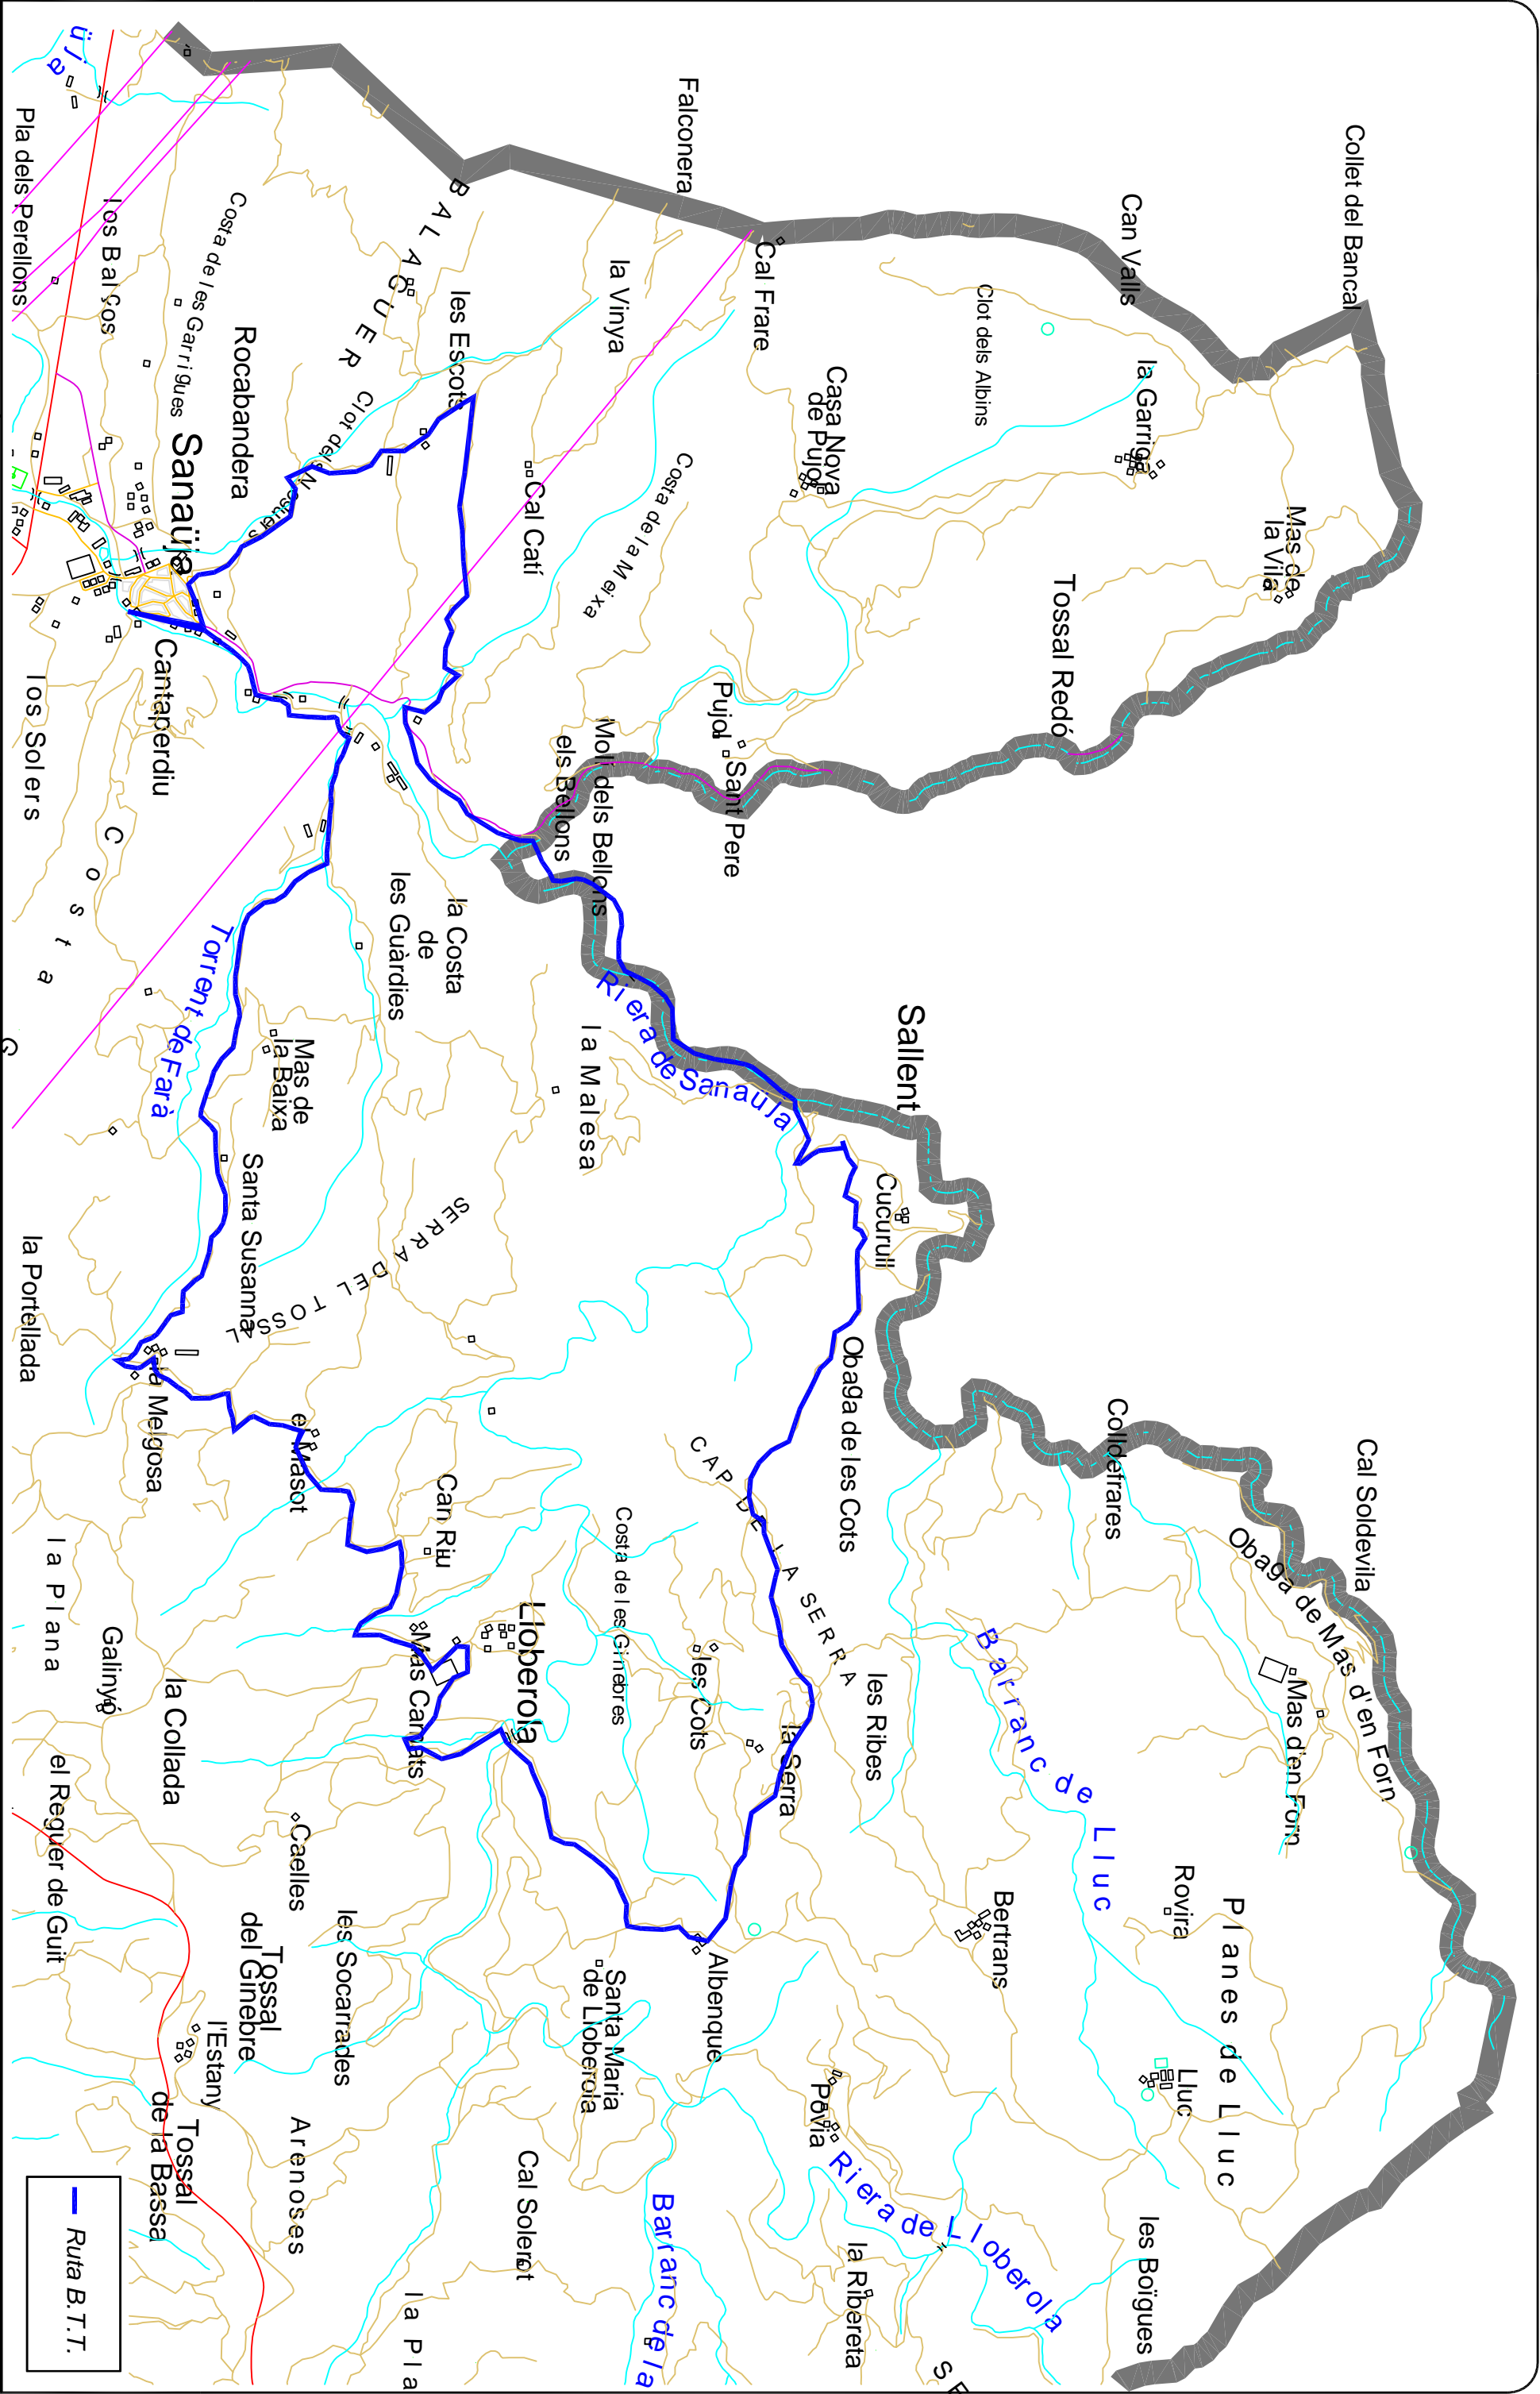 Collet del Bancal
Can Valls
Falconera
Cal Frare
Clot dels Albins
la Garriga
Casa Nova
de Pujol
Mas de
la Vila
Tossal Redó
la Vinya
les Escots
BALAGUER
Costa de les Garrigues
los Balços
Pla dels Perellons
üja
Rocabandera
Clot dels Noguers
Cal Catí
Costa de la Meixa
Sanaüja
Cantaperdiu
los Solers
Costa
G
Pujol
Sant Pere
Molí dels Bellons
els Bellons
la Costa
de
les Guàrdies
Torrent de Farà
Mas de
la Baixa
Santa Susanna
SERRA DEL TOSSAL
la Malesa
Riera de Sanaüja
Sallent
Cucurull
Obaga de les Cots
la Portellada
la Melgosa
el Masot
Can Riu
CAP DE LA SERRA
Costa de les Ginebres
Lloberola
Mas Canats
les Cots
la Serra
les Ribes
Colldefrares
Cal Soldevila
Obaga de Mas d'en Forn
Mas d'en Forn
Barranc de Lluc
Rovira
Planes de Lluc
Lluc
Bertrans
la Plana
Galinyó
la Collada
el Reguer de Guit
Caelles
les Socarrades
Tossal
del Ginebre
l'Estany
Tossal
de la Bassa
Arenoses
Albenque
Santa Maria
de Lloberola
Cal Solerot
Povia
Riera de Lloberola
la Ribereta
les Boïgues
Barranc de la
la Pla
Ruta B.T.T.